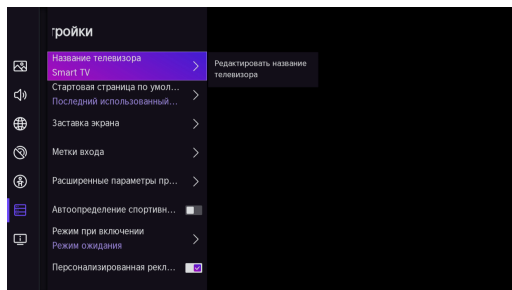 тройки
Название телевизора
Smart TV
Редактировать название
телевизора
Стартовая страница по умол...
Последний использованный...
Заставка экрана
Метки входа
Расширенные параметры пр...
Автоопределение спортивн...
Режим при включении
Режим ожидания
Персонализированная рекл...